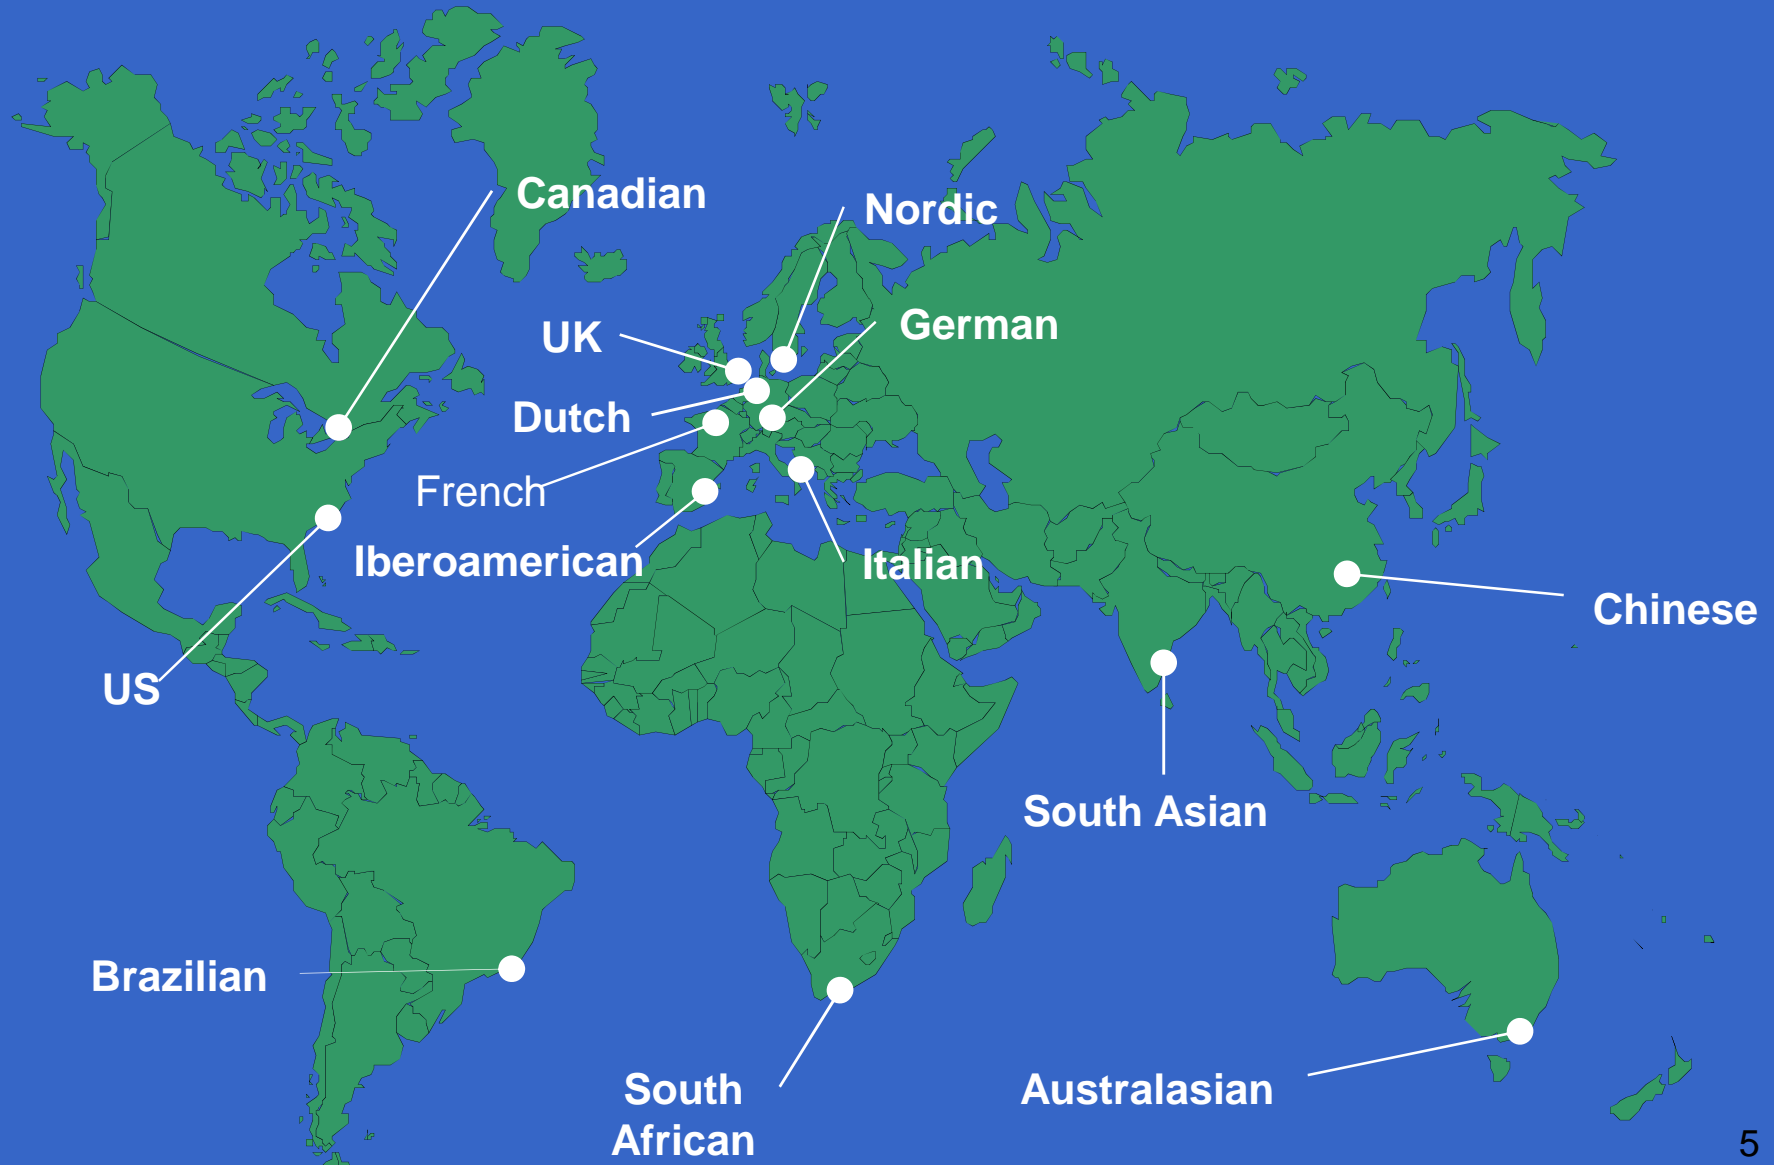 Canadian
Nordic
UK
German
Dutch
French
Iberoamerican
Italian
Chinese
US
South Asian
Brazilian
South
African
Australasian
5